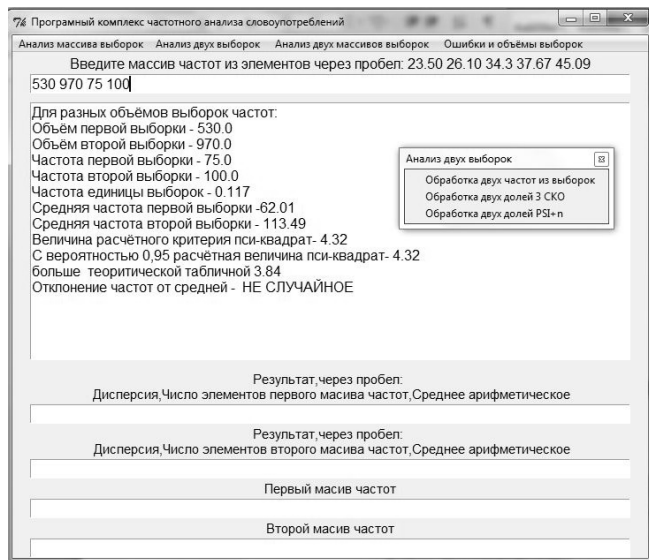 Програмный комплекс частотного анализа словоупотреблений
Анализ массива выборок Анализ двух выборок Анализ двух массивов выборок Ошибки и объёмы выборок
Введите массив частот из элементов через пробел: 23.50 26.10 34.3 37.67 45.09
530 970 75 100
Для разных объёмов выборок частот:
Объём первой выборки - 530.0
Объём второй выборки - 970.0
Частота первой выборки - 75.0
Частота второй выборки - 100.0
Частота единицы выборок - 0.117
Средняя частота первой выборки -62.01
Средняя частота второй выборки - 113.49
Величина расчётного критерия пси-квадрат- 4.32
С вероятностью 0,95 расчётная величина пси-квадрат- 4.32
больше теоритической табличной 3.84
Отклонение частот от средней - НЕ СЛУЧАЙНОЕ
Анализ двух выборок
Обработка двух частот из выборок
Обработка двух долей 3 СКО
Обработка двух долей PSI+n
Результат,через пробел:
Дисперсия,Число элементов первого масива частот,Среднее арифметическое
Результат,через пробел:
Дисперсия,Число элементов второго масива частот,Среднее арифметическое
Первый масив частот
Второй масив частот